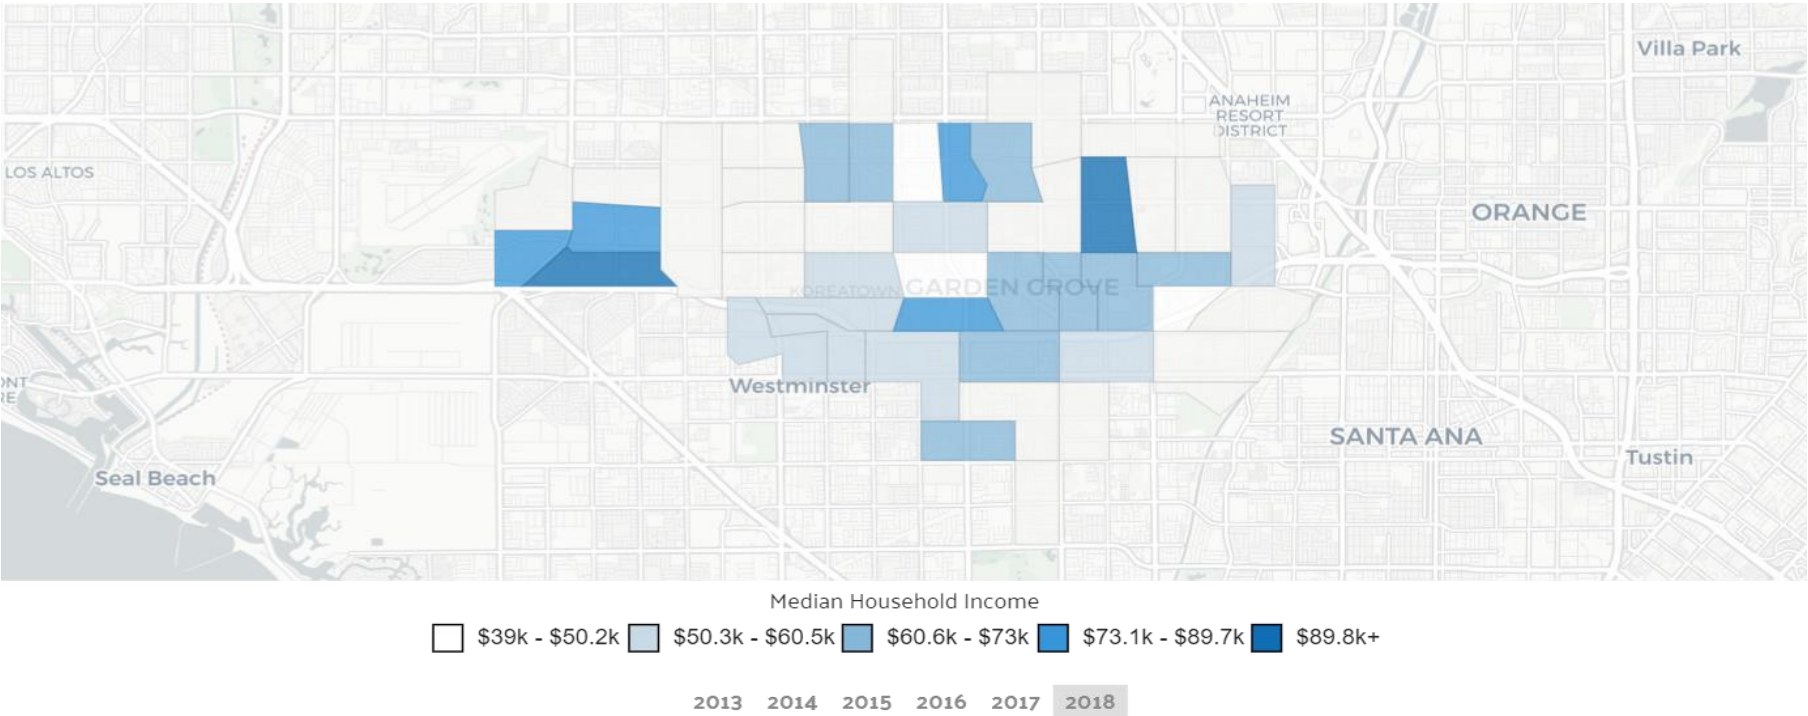 Villa Park
ANAHEIM
RESORT
DISTRICT
LOS ALTOS
ORANGE
KOREATOWN
GARDEN GROVE
Westminster
SANTA ANA
Tustin
Seal Beach
Median Household Income
$39k - $50.2k $50.3k - $60.5k $60.6k - $73k $73.1k - $89.7k $89.8k+
2013 2014 2015 2016 2017 2018